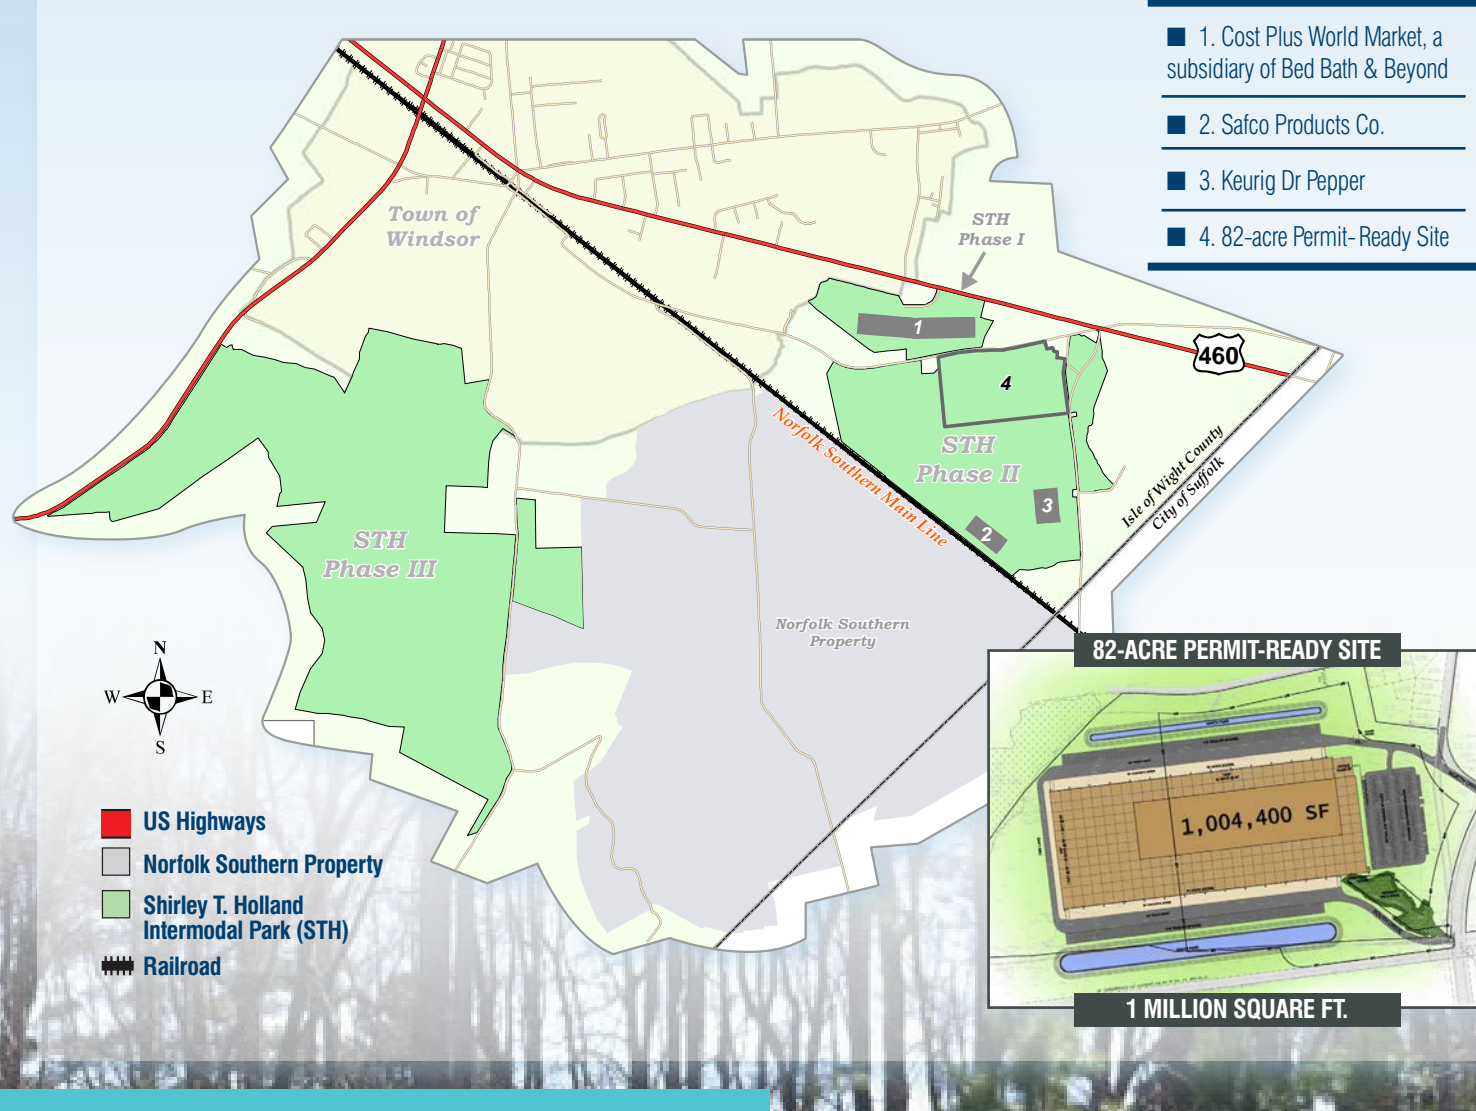 ■ 1. Cost Plus World Market, a
subsidiary of Bed Bath & Beyond
■ 2. Safco Products Co.
■ 3. Keurig Dr Pepper
■ 4. 82-acre Permit-Ready Site
Town of
Windsor
STH
Phase I
1
460
4
STH
Phase II
Norfolk Southern Main Line
3
2
Isle of Wight County
City of Suffolk
STH
Phase III
Norfolk Southern
Property
N
W
E
S
US Highways
Norfolk Southern Property
Shirley T. Holland
Intermodal Park (STH)
Railroad
82-ACRE PERMIT-READY SITE
1,004,400 SF
1 MILLION SQUARE FT.